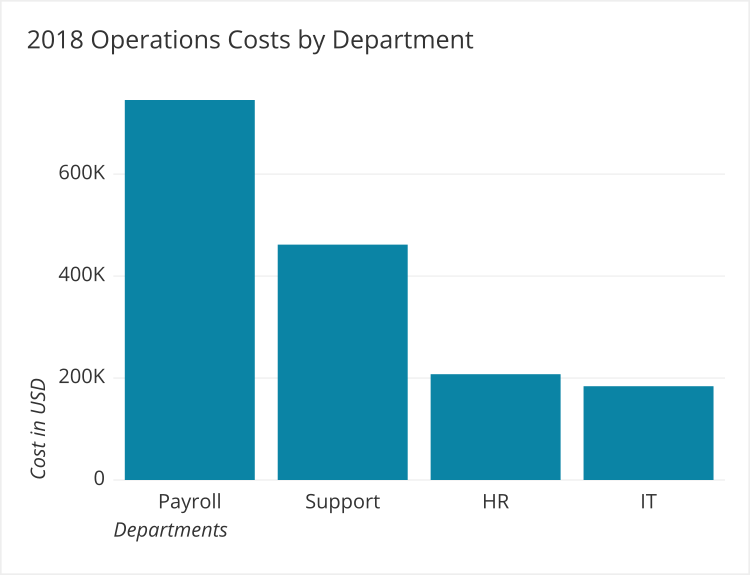 2018 Operations Costs by Department
600K
400K
200K
0
Cost in USD
Payroll Support HR IT
Departments